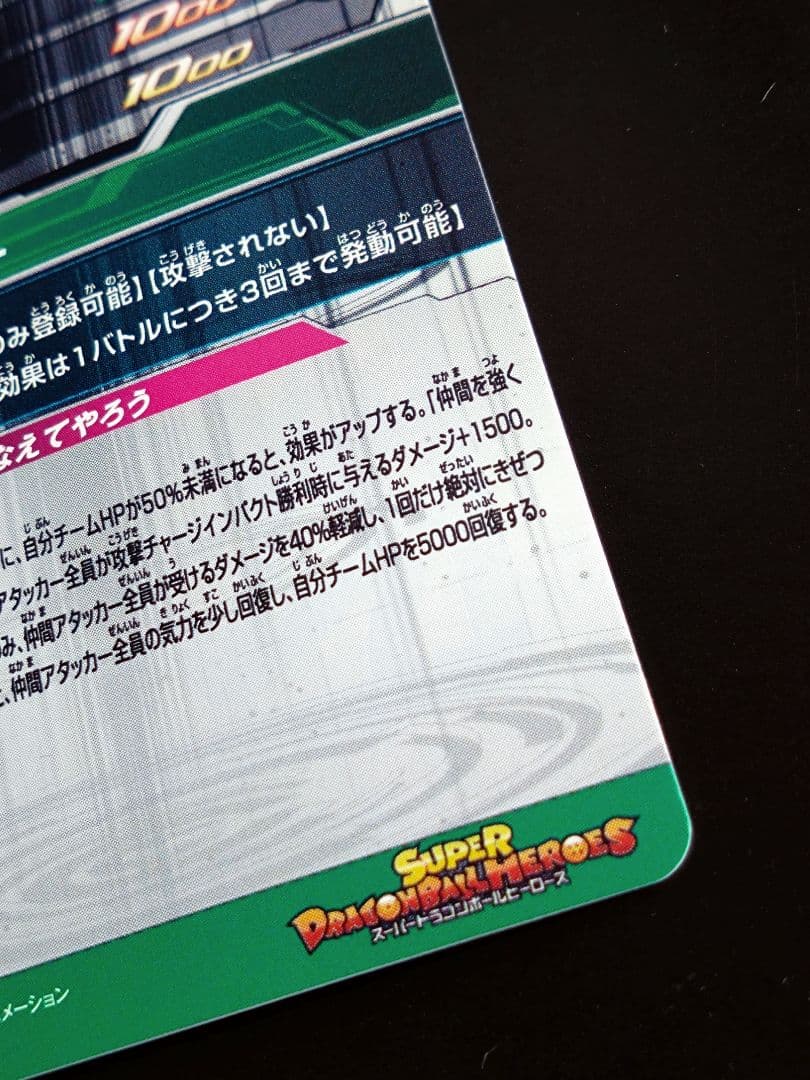 1000
1000
のみ登録可能】【攻撃されない】
効果は1バトルにつき3回まで発動可能】
なえてやろう
に、自分チームHPが50%未満になると、効果がアップする。「仲間を強く
アタッカー全員が攻撃チャージインパクト勝利時に与えるダメージ+1500。
み、仲間アタッカー全員が受けるダメージを40%軽減し、1回だけ絶対にきぜつ
と、仲間アタッカー全員の気力を少し回復し、自分チームHPを5000回復する。
SUPER
DRAGONBALL HEROES
スーパードラゴンボールヒーローズ
メーション